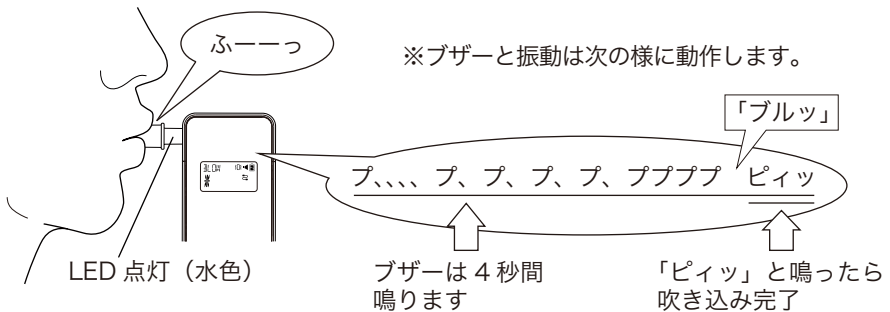 ふーーっ
※ブザーと振動は次の様に動作します。
「ブルッ」
BLOW
プ、、、、プ、プ、プ、プ、ププププ ピィッ
LED 点灯（水色）
ブザーは 4 秒間
鳴ります
「ピィッ」と鳴ったら
吹き込み完了